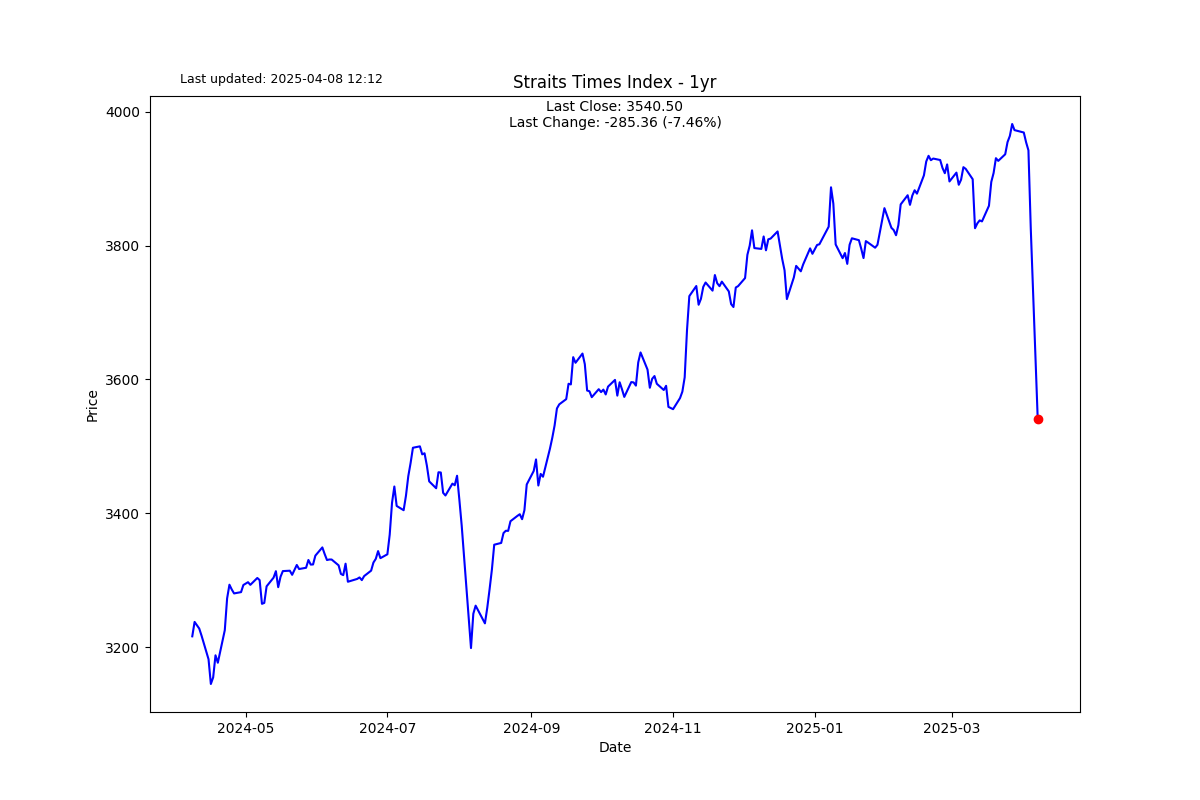 Last updated: 2025-04-08 12:12
Straits Times Index - 1yr
Last Close: 3540.50
Last Change: -285.36 (-7.46%)
4000
3800
3600
3400
3200
Price
2024-05
2024-07
2024-09
2024-11
2025-01
2025-03
Date